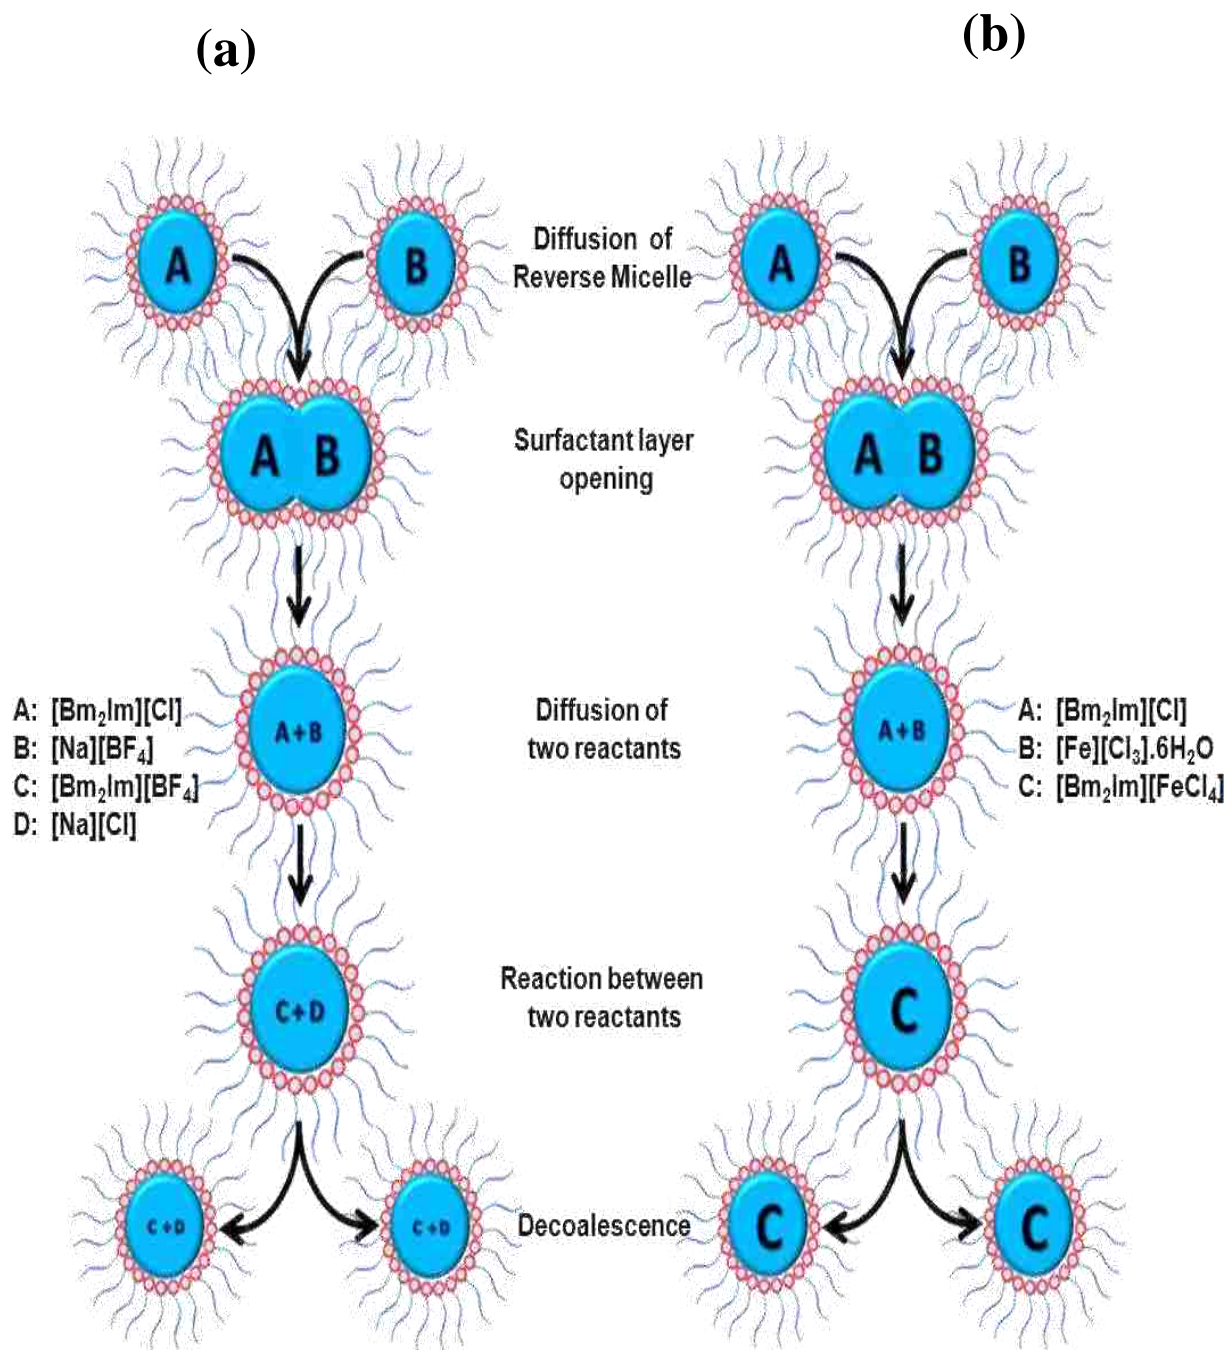 (a)
(b)
A
B
Diffusion of
Reverse Micelle
A
B
A B
Surfactant layer
opening
A B
A: [Bm₂Im][Cl]
B: [Na][BF₄]
C: [Bm₂Im][BF₄]
D: [Na][Cl]
A+B
Diffusion of
two reactants
A+B
A: [Bm₂Im][Cl]
B: [Fe][Cl₃].6H₂O
C: [Bm₂Im][FeCl₄]
C+D
Reaction between
two reactants
C
C+D
C+D
Decoalescence
C
C